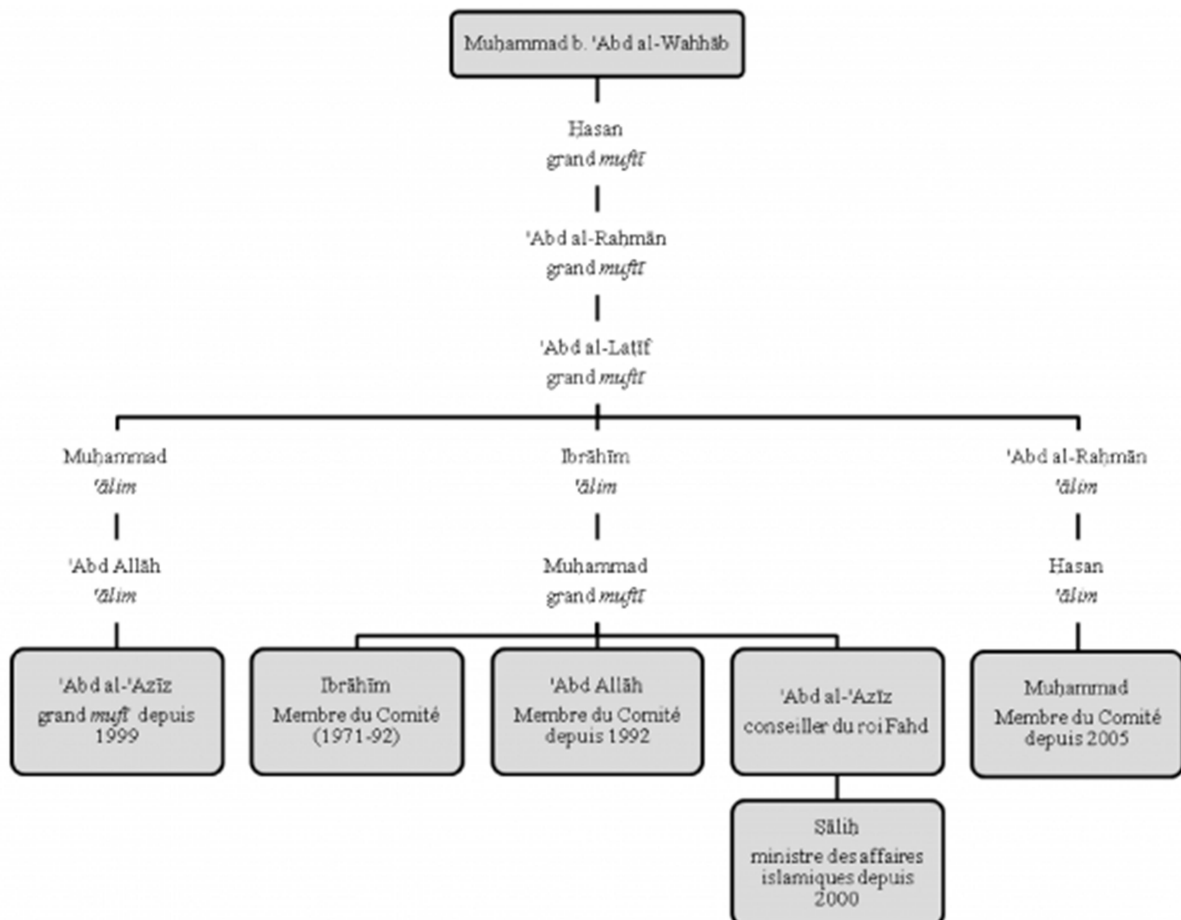 Muḥammad b. 'Abd al-Wahhāb
Ḥasan
grand muftī
'Abd al-Raḥmān
grand muftī
'Abd al-Laṭīf
grand muftī
Muḥammad
'ālim
Ibrāhīm
'ālim
'Abd al-Raḥmān
'ālim
'Abd Allāh
'ālim
Muḥammad
grand muftī
Ḥasan
'ālim
'Abd al-'Azīz
grand mufī depuis
1999
Ibrāhīm
Membre du Comité
(1971-92)
'Abd Allāh
Membre du Comité
depuis 1992
'Abd al-'Azīz
conseiller du roi Fahd
Muḥammad
Membre du Comité
depuis 2005
Ṣāliḥ
ministre des affaires
islamiques depuis
2000